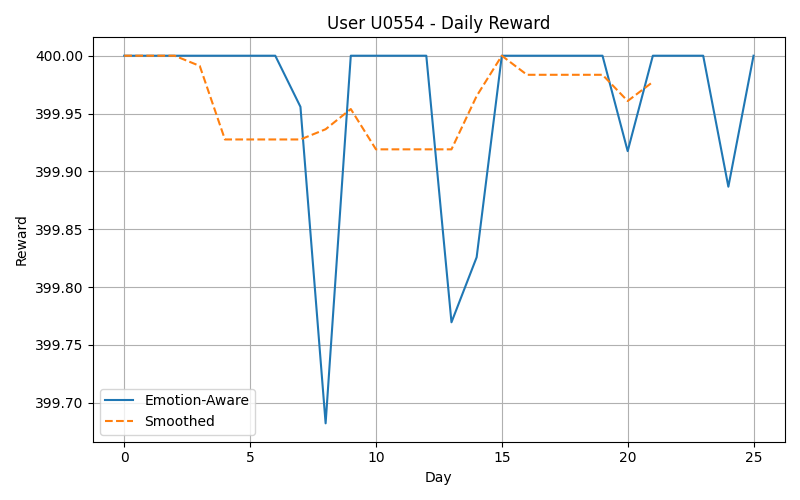 User U0554 - Daily Reward
400.00
399.95
399.90
399.85
399.80
399.75
399.70
Reward
Emotion-Aware
Smoothed
0 5 10 15 20 25
Day